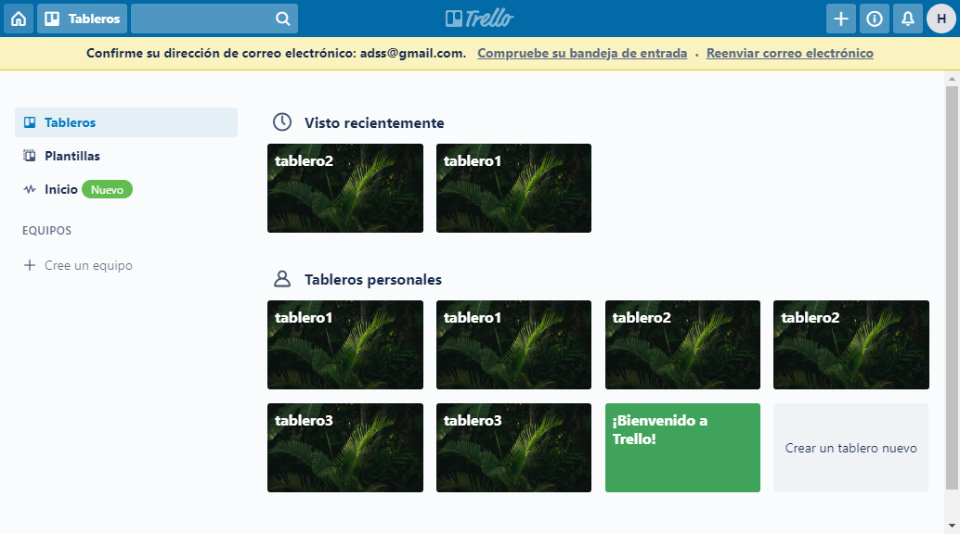 Tableros
Trello
H
Confirme su dirección de correo electrónico: adss@gmail.com. Compruebe su bandeja de entrada · Reenviar correo electrónico
Tableros
Plantillas
Inicio Nuevo
EQUIPOS
Cree un equipo
Visto recientemente
tablero2
tablero1
Tableros personales
tablero1
tablero1
tablero2
tablero2
tablero3
tablero3
¡Bienvenido a
Trello!
Crear un tablero nuevo